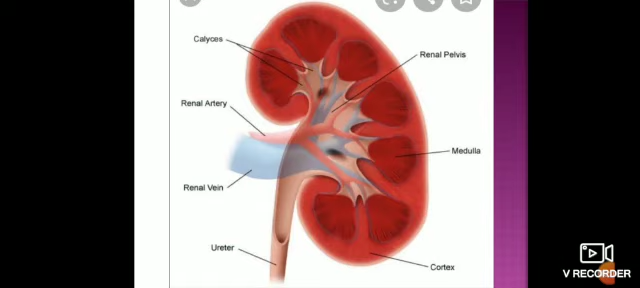 Calyces
Renal Pelvis
Renal Artery
Medulla
Renal Vein
Ureter
Cortex
V RECORDER